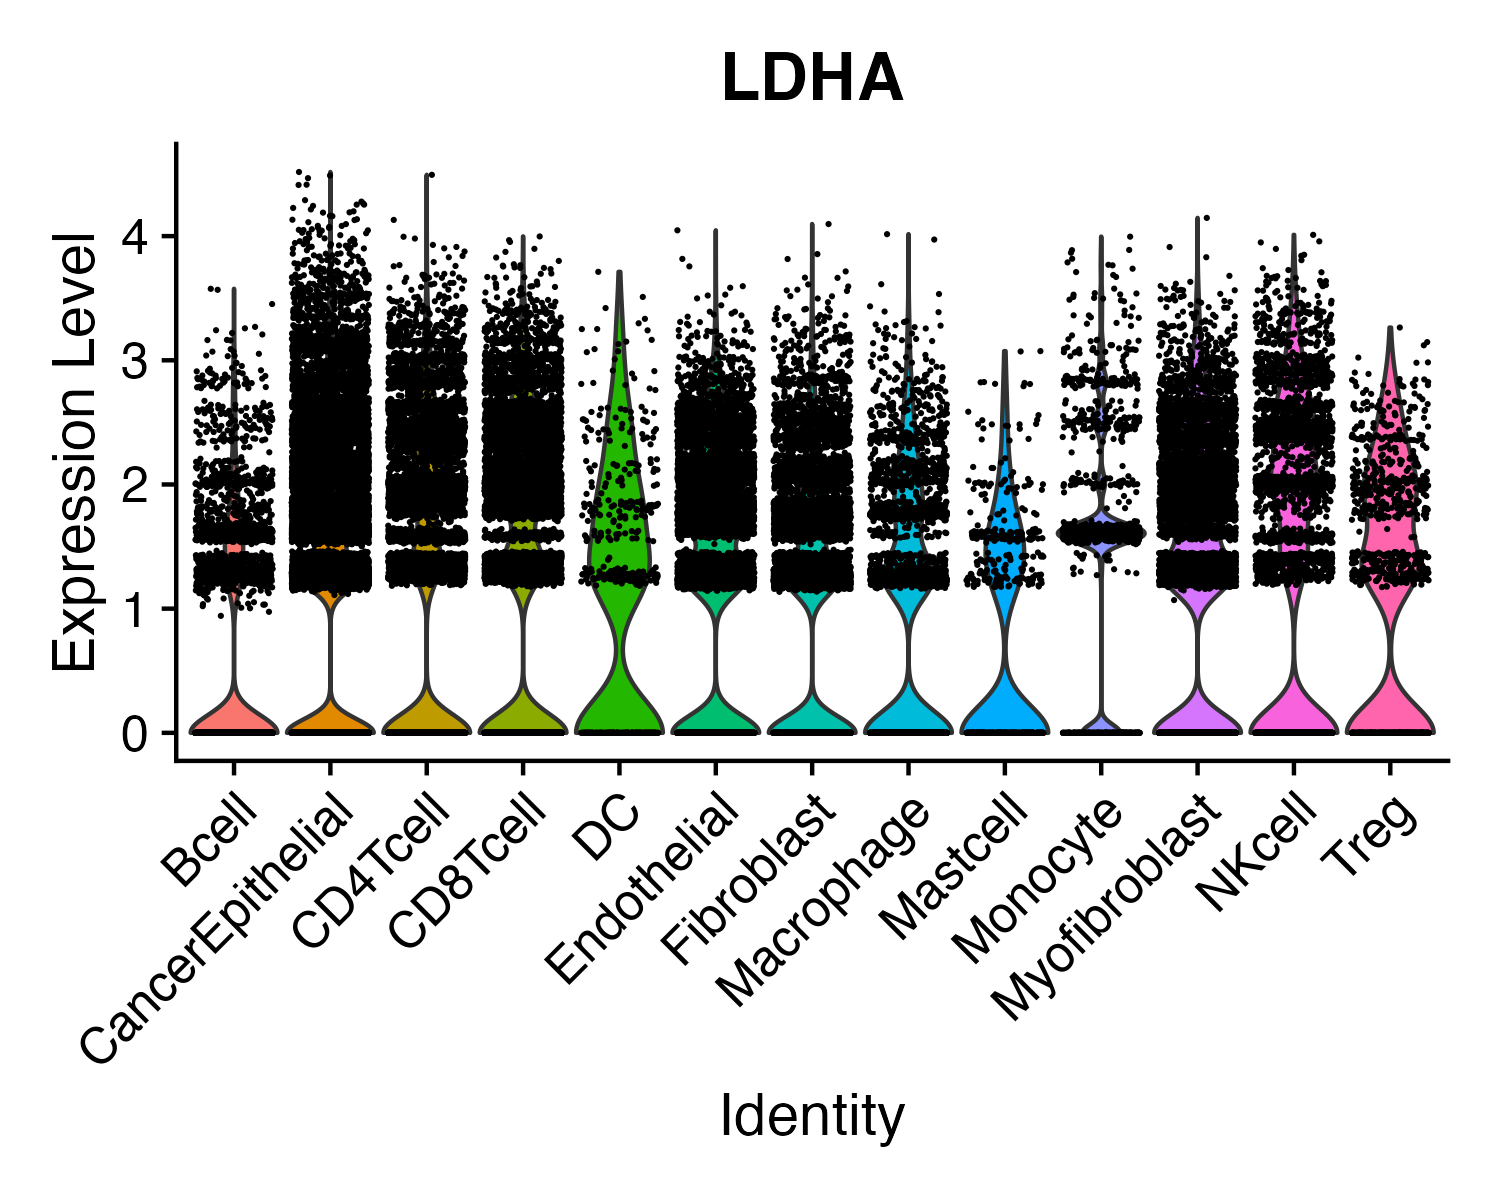 LDHA
Expression Level
4
3
2
1
0
Bcell
CancerEpithelial
CD4Tcell
CD8Tcell
DC
Endothelial
Fibroblast
Macrophage
Mastcell
Monocyte
Myofibroblast
NKcell
Treg
Identity